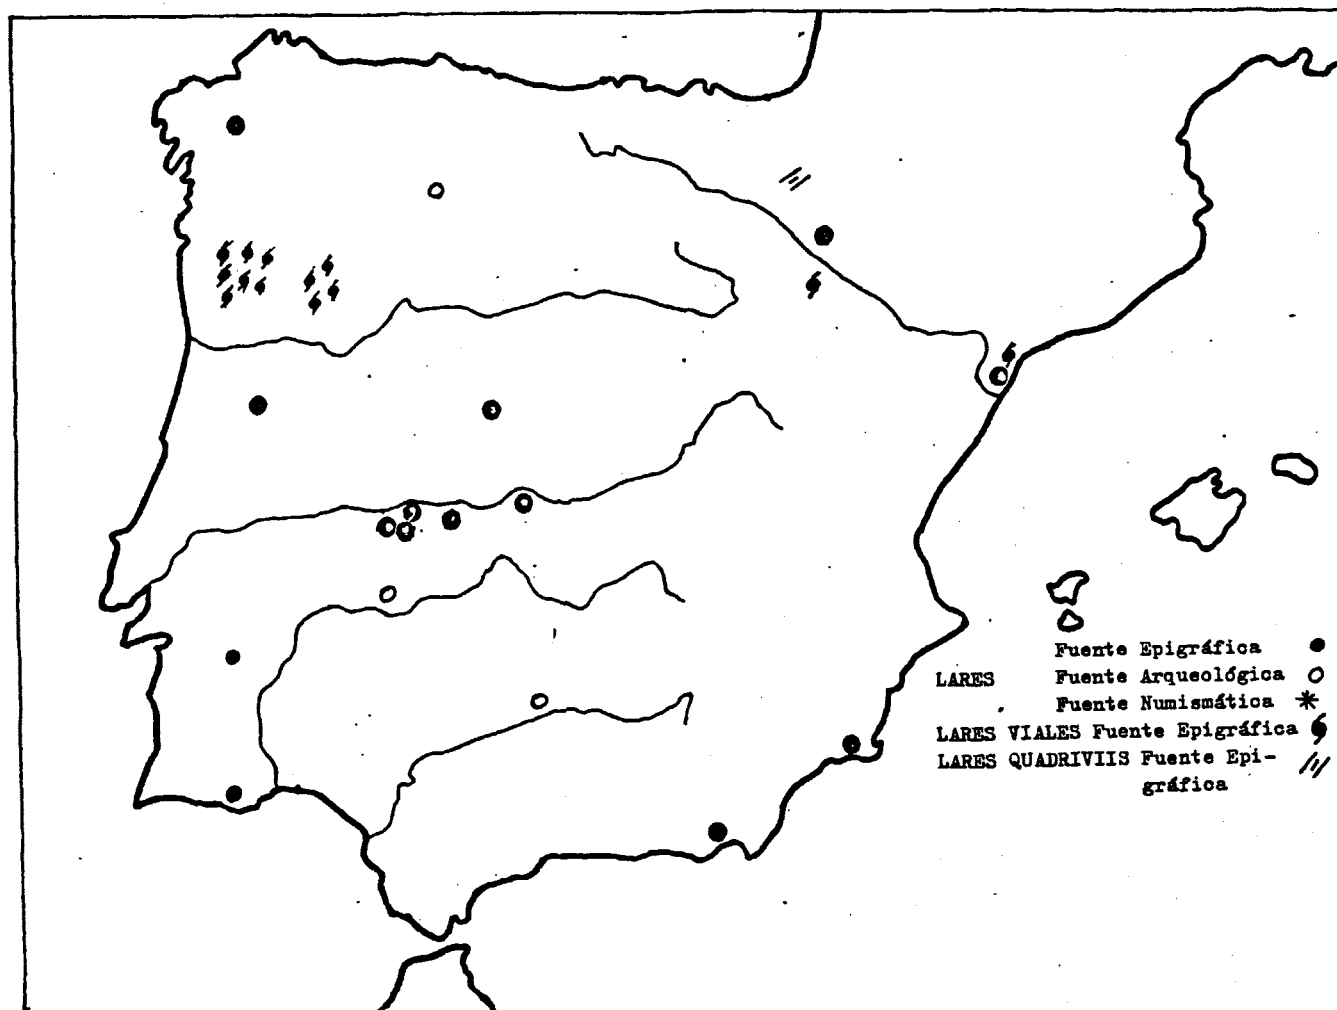 Fuente Epigráfica
LARES Fuente Arqueológica
Fuente Numismática
LARES VIALES Fuente Epigráfica
LARES QUADRIVIIS Fuente Epi-
gráfica